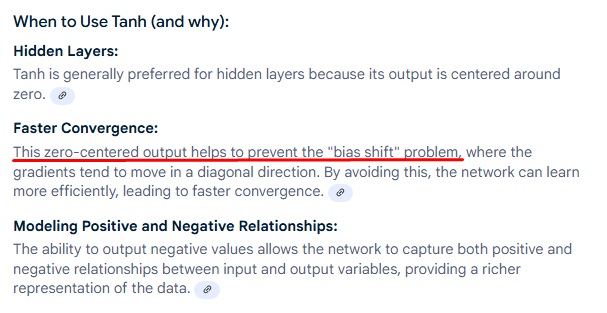 When to Use Tanh (and why):
Hidden Layers:
Tanh is generally preferred for hidden layers because its output is centered around
zero.
Faster Convergence:
This zero-centered output helps to prevent the "bias shift" problem, where the
gradients tend to move in a diagonal direction. By avoiding this, the network can learn
more efficiently, leading to faster convergence.
Modeling Positive and Negative Relationships:
The ability to output negative values allows the network to capture both positive and
negative relationships between input and output variables, providing a richer
representation of the data.